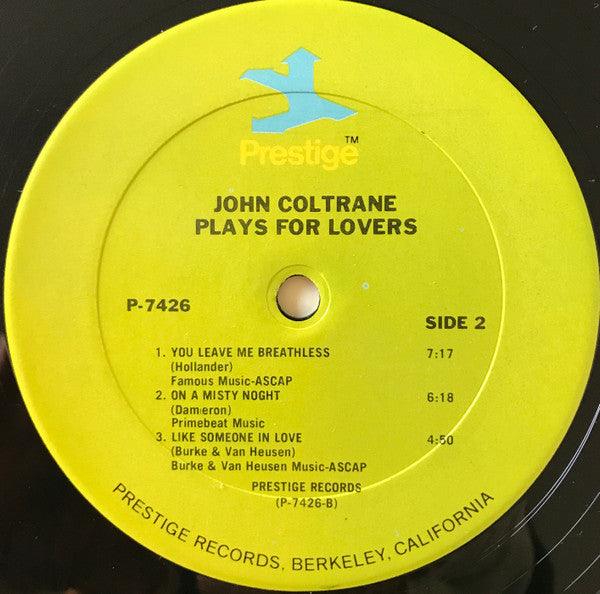 Prestige™
JOHN COLTRANE
PLAYS FOR LOVERS
P-7426
SIDE 2
1. YOU LEAVE ME BREATHLESS 7:17
(Hollander)
Famous Music-ASCAP
2. ON A MISTY NOGHT 6:18
(Dameron)
Primebeat Music
3. LIKE SOMEONE IN LOVE 4:50
(Burke & Van Heusen)
Burke & Van Heusen Music-ASCAP
PRESTIGE RECORDS
(P-7426-B)
PRESTIGE RECORDS, BERKELEY, CALIFORNIA